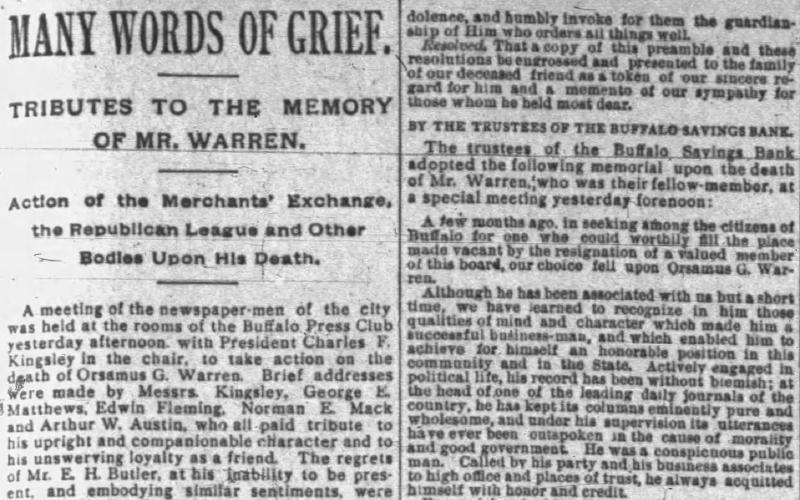 MANY WORDS OF GRIEF.
TRIBUTES TO THE MEMORY
OF MR. WARREN.
Action of the Merchants' Exchange,
the Republican League and Other
Bodies Upon His Death.
A meeting of the newspaper-men of the city
was held at the rooms of the Buffalo Press Club
yesterday afternoon, with President Charles F.
Kingsley in the chair, to take action on the
death of Orsamus G. Warren. Brief addresses
were made by Messrs. Kingsley, George E.
Matthews, Edwin Fleming, Norman E. Mack
and Arthur W. Austin, who all paid tribute to
his upright and companionable character and to
his unswerving loyalty as a friend. The regrets
of Mr. E. H. Butler, at his inability to be pres-
ent, and embodying similar sentiments, were
dolence, and humbly invoke for them the guardian-
ship of Him who orders all things well.
Resolved, That a copy of this preamble and these
resolutions be engrossed and presented to the family
of our deceased friend as a token of our sincere re-
gard for him and a memento of our sympathy for
those whom he held most dear.
BY THE TRUSTEES OF THE BUFFALO SAVINGS BANK.
The trustees of the Buffalo Savings Bank
adopted the following memorial upon the death
of Mr. Warren, who was their fellow-member, at
a special meeting yesterday forenoon:
A few months ago, in seeking among the citizens of
Buffalo for one who could worthily fill the place
made vacant by the resignation of a valued member
of this board, our choice fell upon Orsamus G. War-
ren.
Although he has been associated with us but a short
time, we have learned to recognize in him those
qualities of mind and character which made him a
successful business-man, and which enabled him to
achieve for himself an honorable position in this
community and in the State. Actively engaged in
political life, his record has been without blemish; at
the head of one of the leading daily journals of the
country, he has kept its columns eminently pure and
wholesome, and under his supervision its utterances
have ever been outspoken in the cause of morality
and good government. He was a conspicuous public
man. Called by his party and his business associates
to high office and places of trust, he always acquitted
himself with honor and credit.